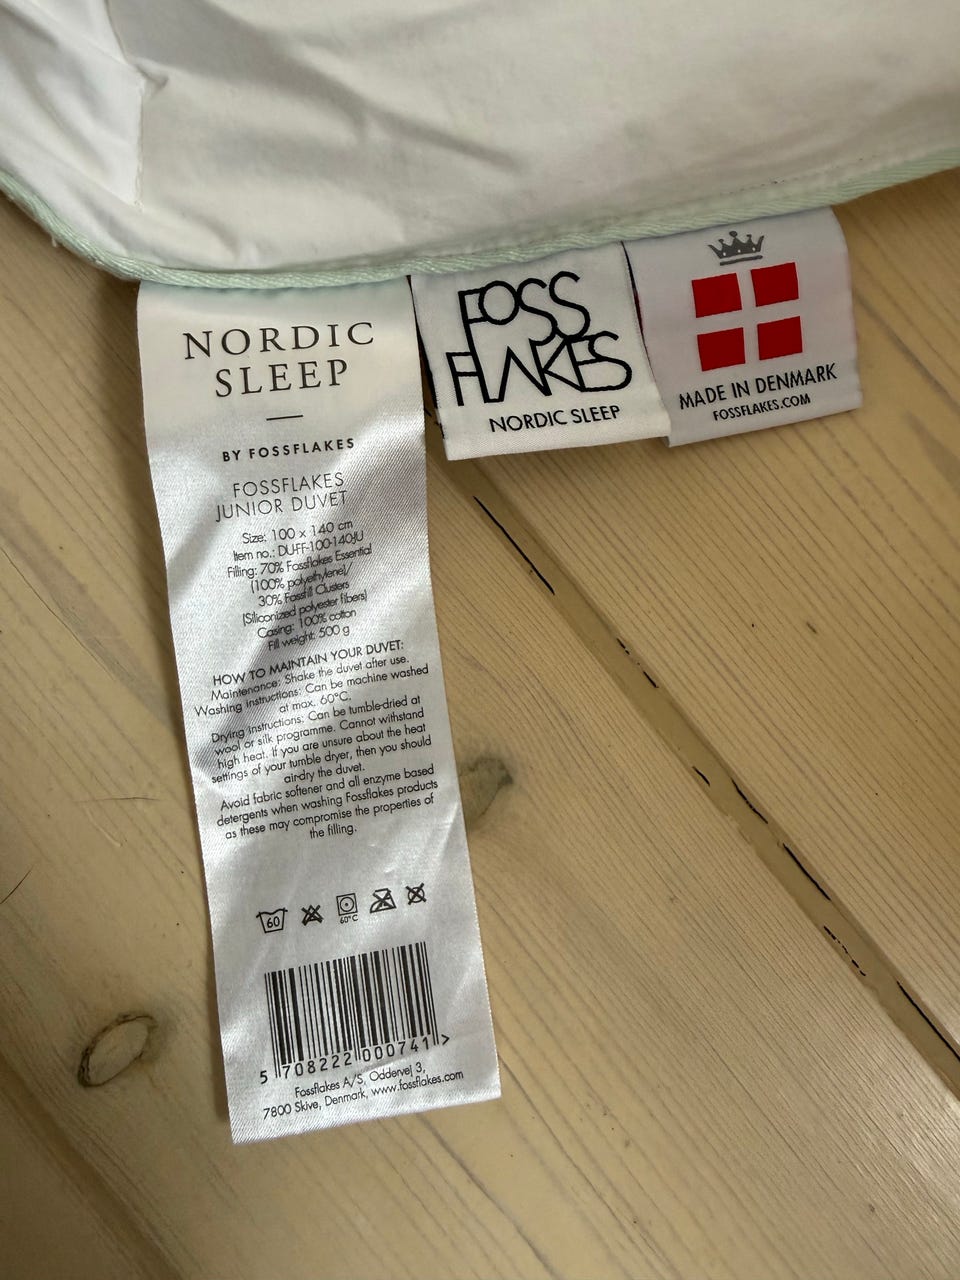 NORDIC
SLEEP
BY FOSSFLAKES
FOSSFLAKES
JUNIOR DUVET
Size: 100 x 140 cm
Item no.: DU-FF-100-140-JU
Filling: 70% Fossflakes Essential
(100% polyethylene)/
30% Fossfill Clusters
(Siliconized polyester fibers)
Casing: 100% cotton
Fill weight: 500 g
HOW TO MAINTAIN YOUR DUVET:
Maintenance: Shake the duvet after use.
Washing instructions: Can be machine washed
at max. 60°C.
Drying instructions: Can be tumble-dried at
wool or silk programme. Cannot withstand
high heat. If you are unsure about the heat
settings of your tumble dryer, then you should
air-dry the duvet.
Avoid fabric softener and all enzyme based
detergents when washing Fossflakes products
as these may compromise the properties of
the filling.
60
60°C
5 708222 000741 >
Fossflakes A/S, Oddervej 3,
7800 Skive, Denmark, www.fossflakes.com
FOSS
FLAKES
NORDIC SLEEP
MADE IN DENMARK
FOSSFLAKES.COM